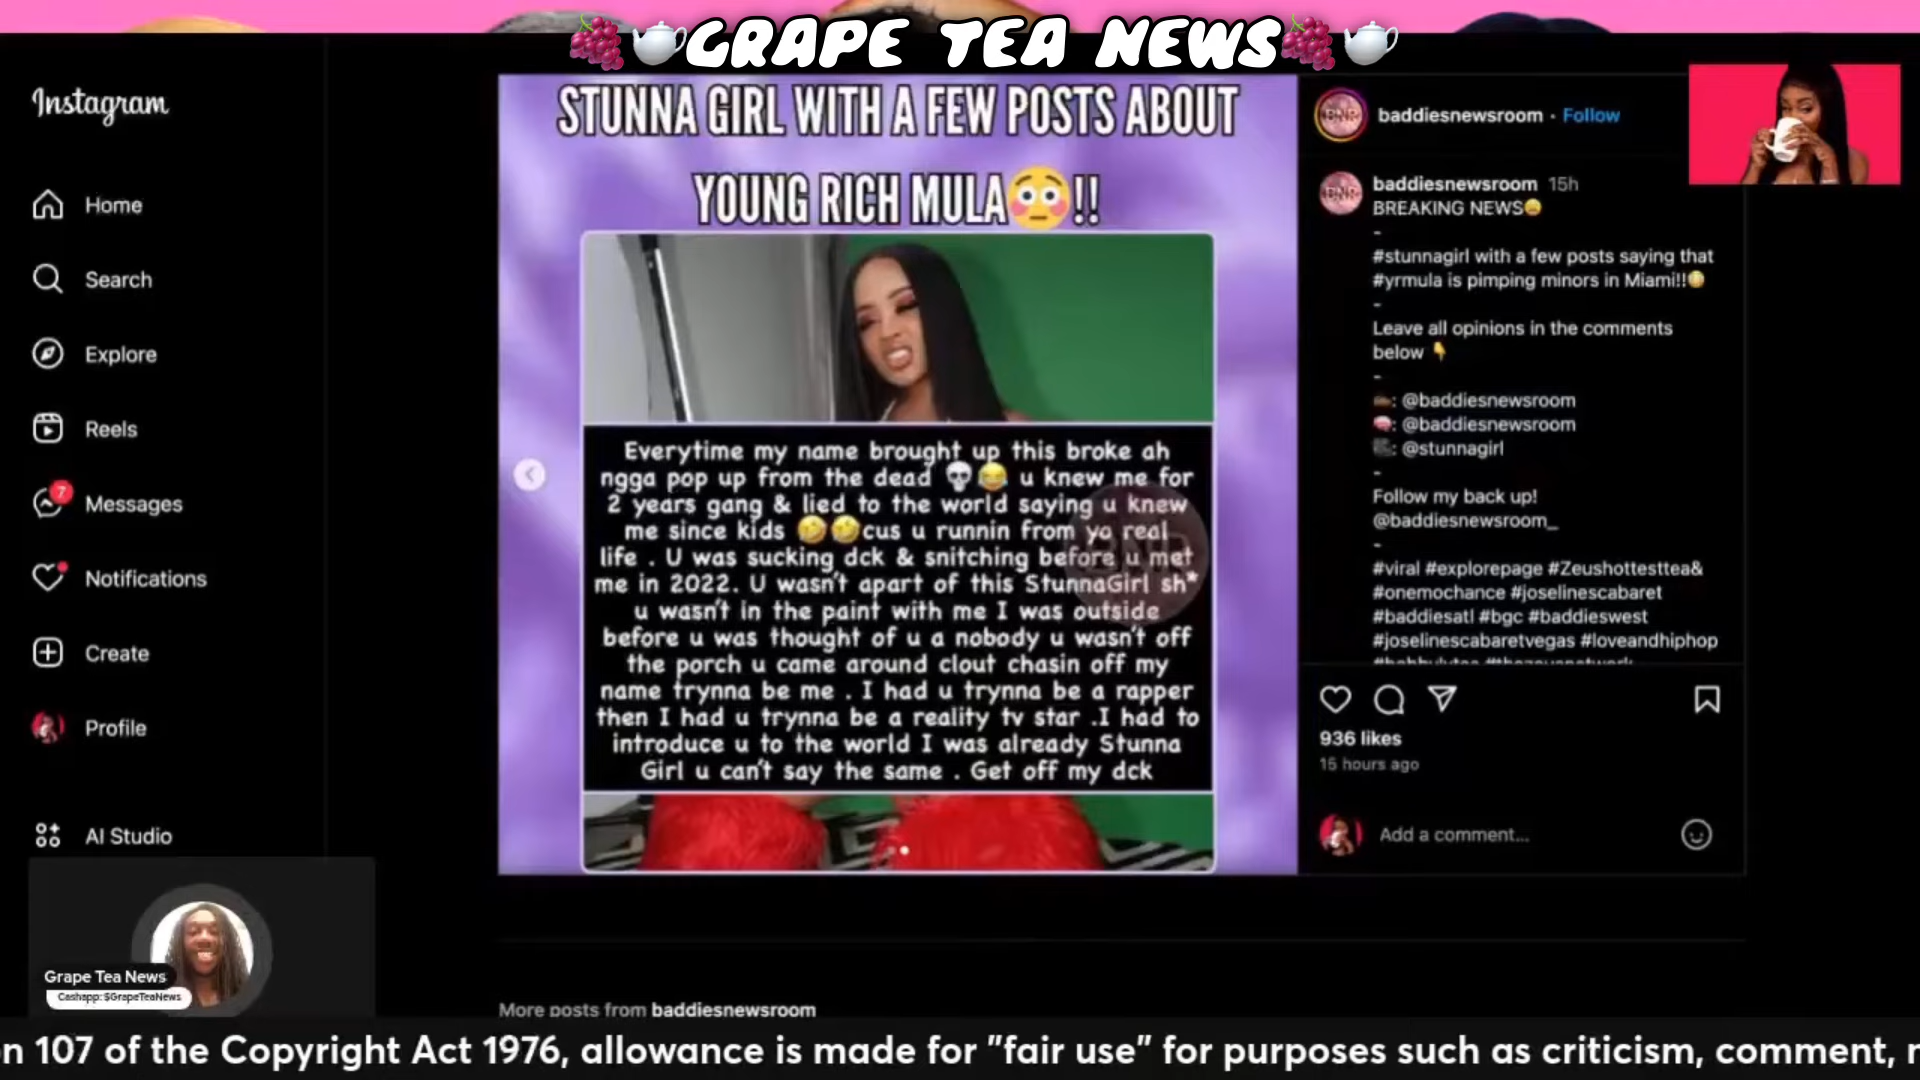 GRAPE TEA NEWS
Instagram
Home
Search
Explore
Reels
7
Messages
Notifications
Create
Profile
AI Studio
STUNNA GIRL WITH A FEW POSTS ABOUT
YOUNG RICH MULA😳!!
Everytime my name brought up this broke ah
ngga pop up from the dead 💀😂 u knew me for
2 years gang & lied to the world saying u knew
me since kids 🤣🤣cus u runnin from yo real
life . U was sucking dck & snitching before u met
me in 2022. U wasn't apart of this StunnaGirl sh*
u wasn't in the paint with me I was outside
before u was thought of u a nobody u wasn't off
the porch u came around clout chasin off my
name trynna be me . I had u trynna be a rapper
then I had u trynna be a reality tv star .I had to
introduce u to the world I was already Stunna
Girl u can't say the same . Get off my dck
baddiesnewsroom · Follow
baddiesnewsroom 15h
BREAKING NEWS😩
-
#stunnagirl with a few posts saying that
#yrmula is pimping minors in Miami!!😳
-
Leave all opinions in the comments
below 👇
-
: @baddiesnewsroom
: @baddiesnewsroom
: @stunnagirl
-
Follow my back up!
@baddiesnewsroom_
-
#viral #explorepage #Zeushottesttea&
#onemochance #joselinescabaret
#baddiesatl #bgc #baddieswest
#joselinescabaretvegas #loveandhiphop
936 likes
15 hours ago
Add a comment...
Grape Tea News
Cashapp: $GrapeTeaNews
More posts from baddiesnewsroom
n 107 of the Copyright Act 1976, allowance is made for "fair use" for purposes such as criticism, comment,